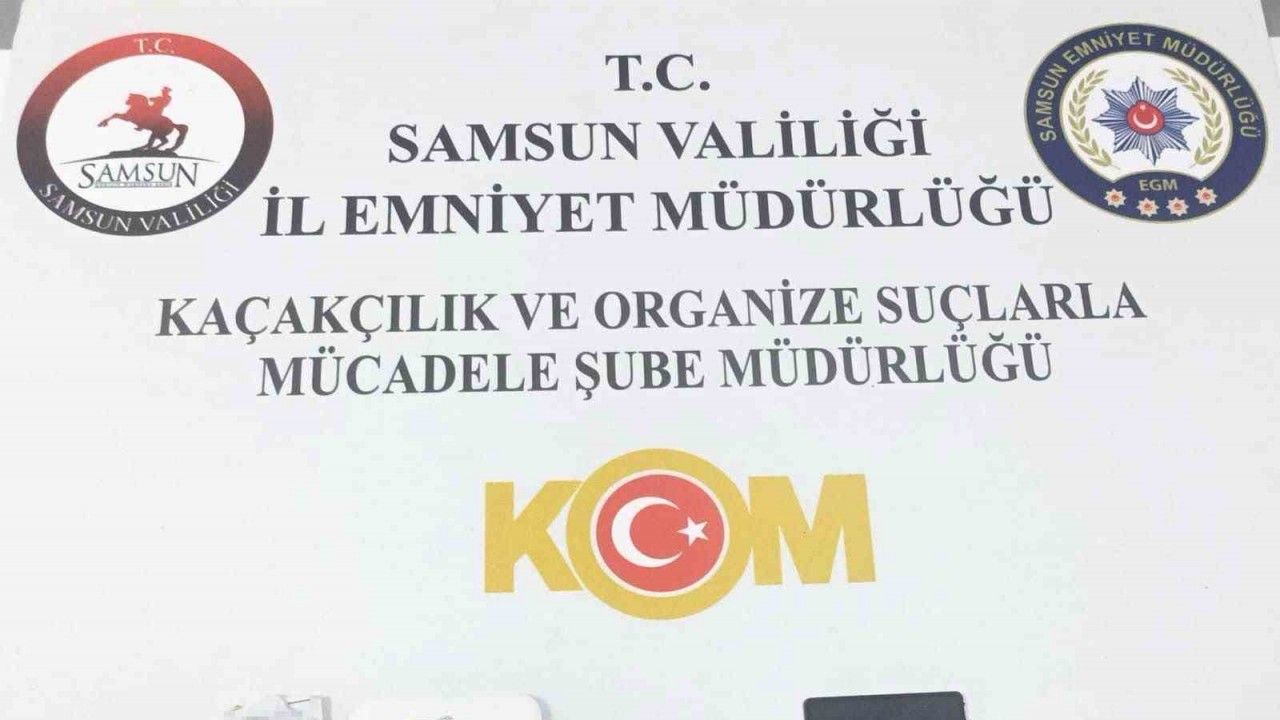 T.C.
SAMSUN
SAMSUN VALİLİĞİ
T.C.
SAMSUN VALİLİĞİ
İL EMNİYET MÜDÜRLÜĞÜ
SAMSUN EMNİYET MÜDÜRLÜĞÜ
EGM
KAÇAKÇILIK VE ORGANİZE SUÇLARLA
MÜCADELE ŞUBE MÜDÜRLÜĞÜ
KOM